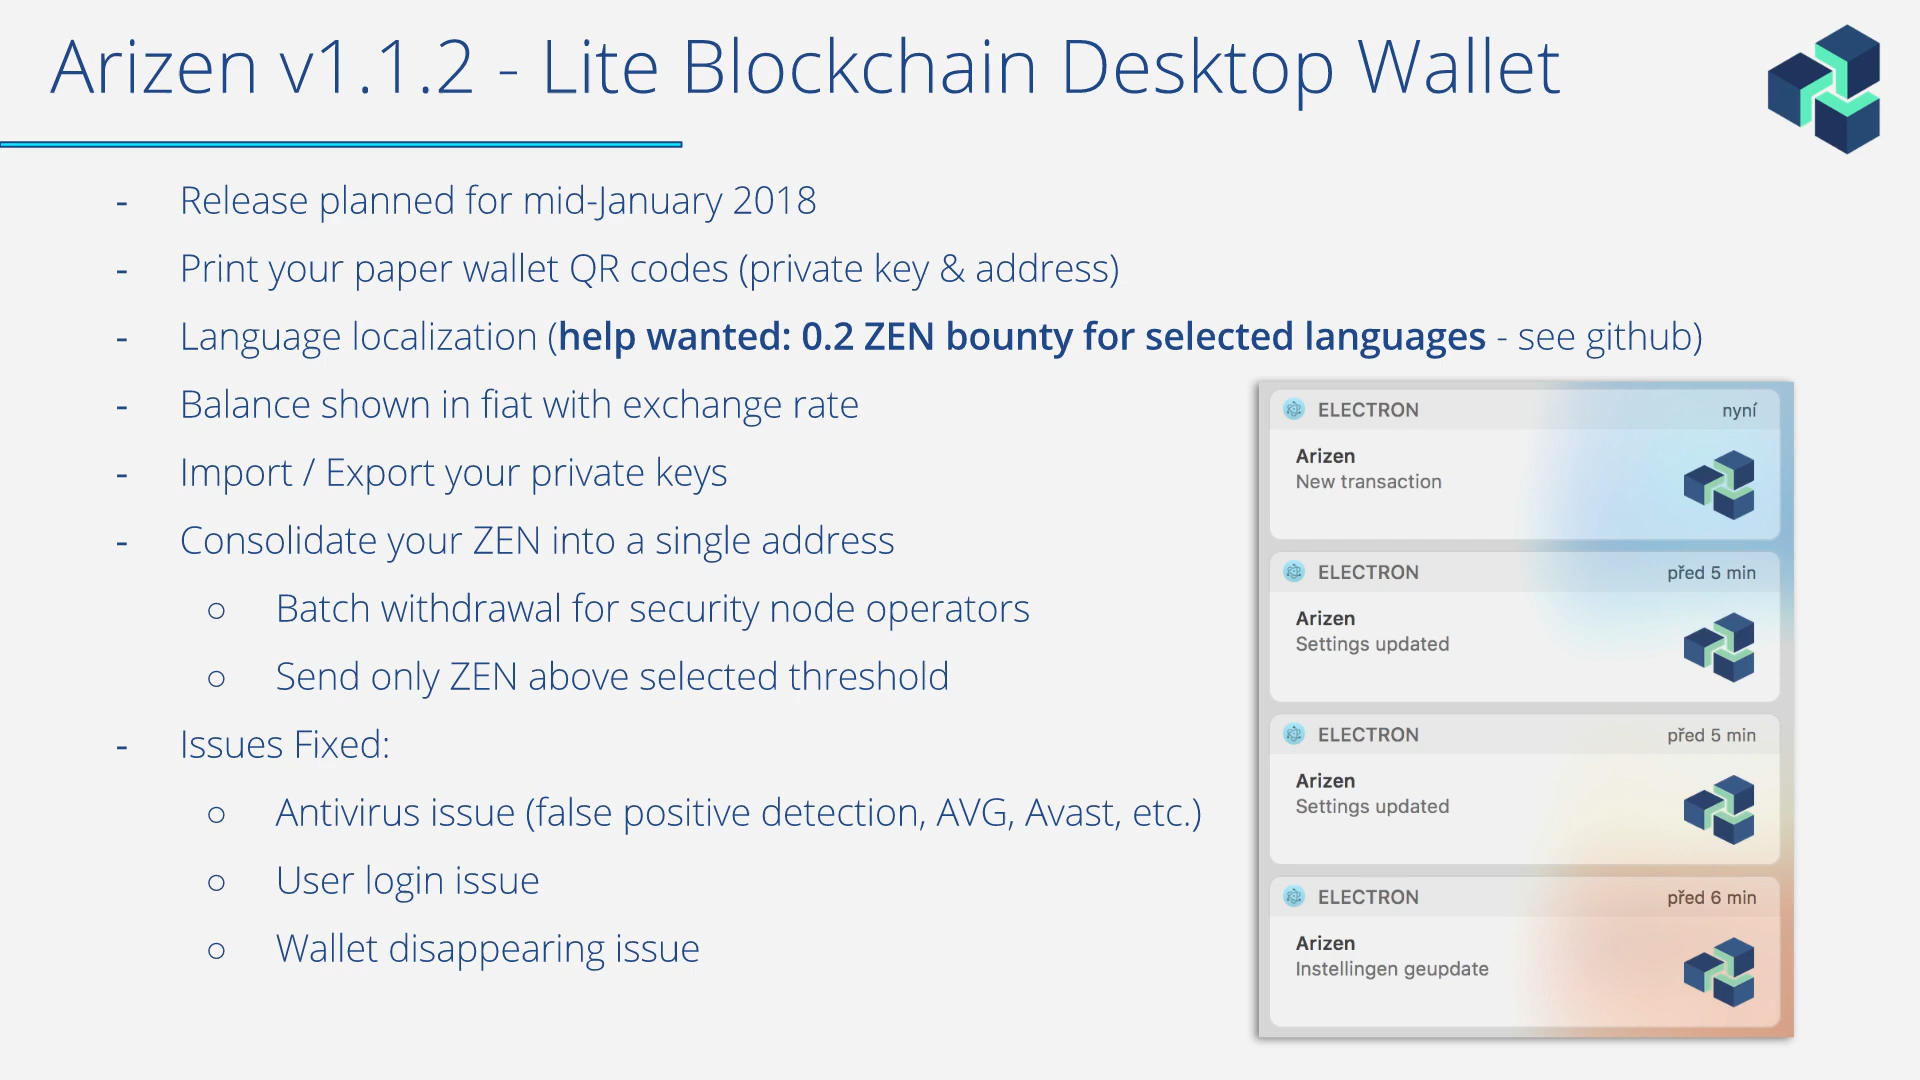 Arizen v1.1.2 - Lite Blockchain Desktop Wallet
- Release planned for mid-January 2018
- Print your paper wallet QR codes (private key & address)
- Language localization (help wanted: 0.2 ZEN bounty for selected languages - see github)
- Balance shown in fiat with exchange rate
- Import / Export your private keys
- Consolidate your ZEN into a single address
○ Batch withdrawal for security node operators
○ Send only ZEN above selected threshold
- Issues Fixed:
○ Antivirus issue (false positive detection, AVG, Avast, etc.)
○ User login issue
○ Wallet disappearing issue
ELECTRON nyní
Arizen
New transaction
ELECTRON před 5 min
Arizen
Settings updated
ELECTRON před 5 min
Arizen
Settings updated
ELECTRON před 6 min
Arizen
Instellingen geupdate